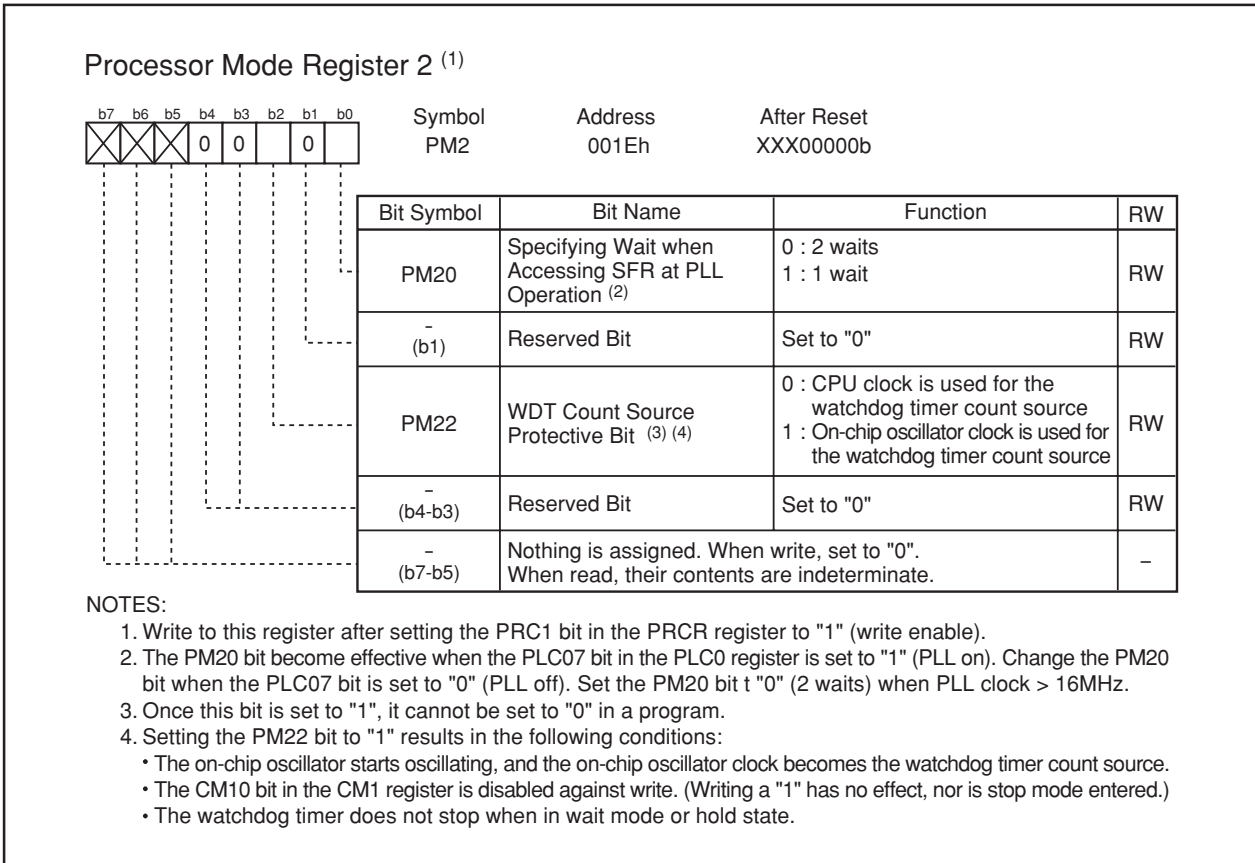 Processor Mode Register 2 (1)
b7 b6 b5 b4 b3 b2 b1 b0
0 0 0
Symbol Address After Reset
PM2 001Eh XXX00000b
Bit Symbol Bit Name Function RW
PM20
Specifying Wait when
Accessing SFR at PLL
Operation (2)
0 : 2 waits
1 : 1 wait
RW
–
(b1)
Reserved Bit
Set to "0"
RW
PM22
WDT Count Source
Protective Bit (3) (4)
0 : CPU clock is used for the
watchdog timer count source
1 : On-chip oscillator clock is used for
the watchdog timer count source
RW
–
(b4-b3)
Reserved Bit
Set to "0"
RW
–
(b7-b5)
Nothing is assigned. When write, set to "0".
When read, their contents are indeterminate.
–
NOTES:
1. Write to this register after setting the PRC1 bit in the PRCR register to "1" (write enable).
2. The PM20 bit become effective when the PLC07 bit in the PLC0 register is set to "1" (PLL on). Change the PM20
bit when the PLC07 bit is set to "0" (PLL off). Set the PM20 bit t "0" (2 waits) when PLL clock > 16MHz.
3. Once this bit is set to "1", it cannot be set to "0" in a program.
4. Setting the PM22 bit to "1" results in the following conditions:
• The on-chip oscillator starts oscillating, and the on-chip oscillator clock becomes the watchdog timer count source.
• The CM10 bit in the CM1 register is disabled against write. (Writing a "1" has no effect, nor is stop mode entered.)
• The watchdog timer does not stop when in wait mode or hold state.